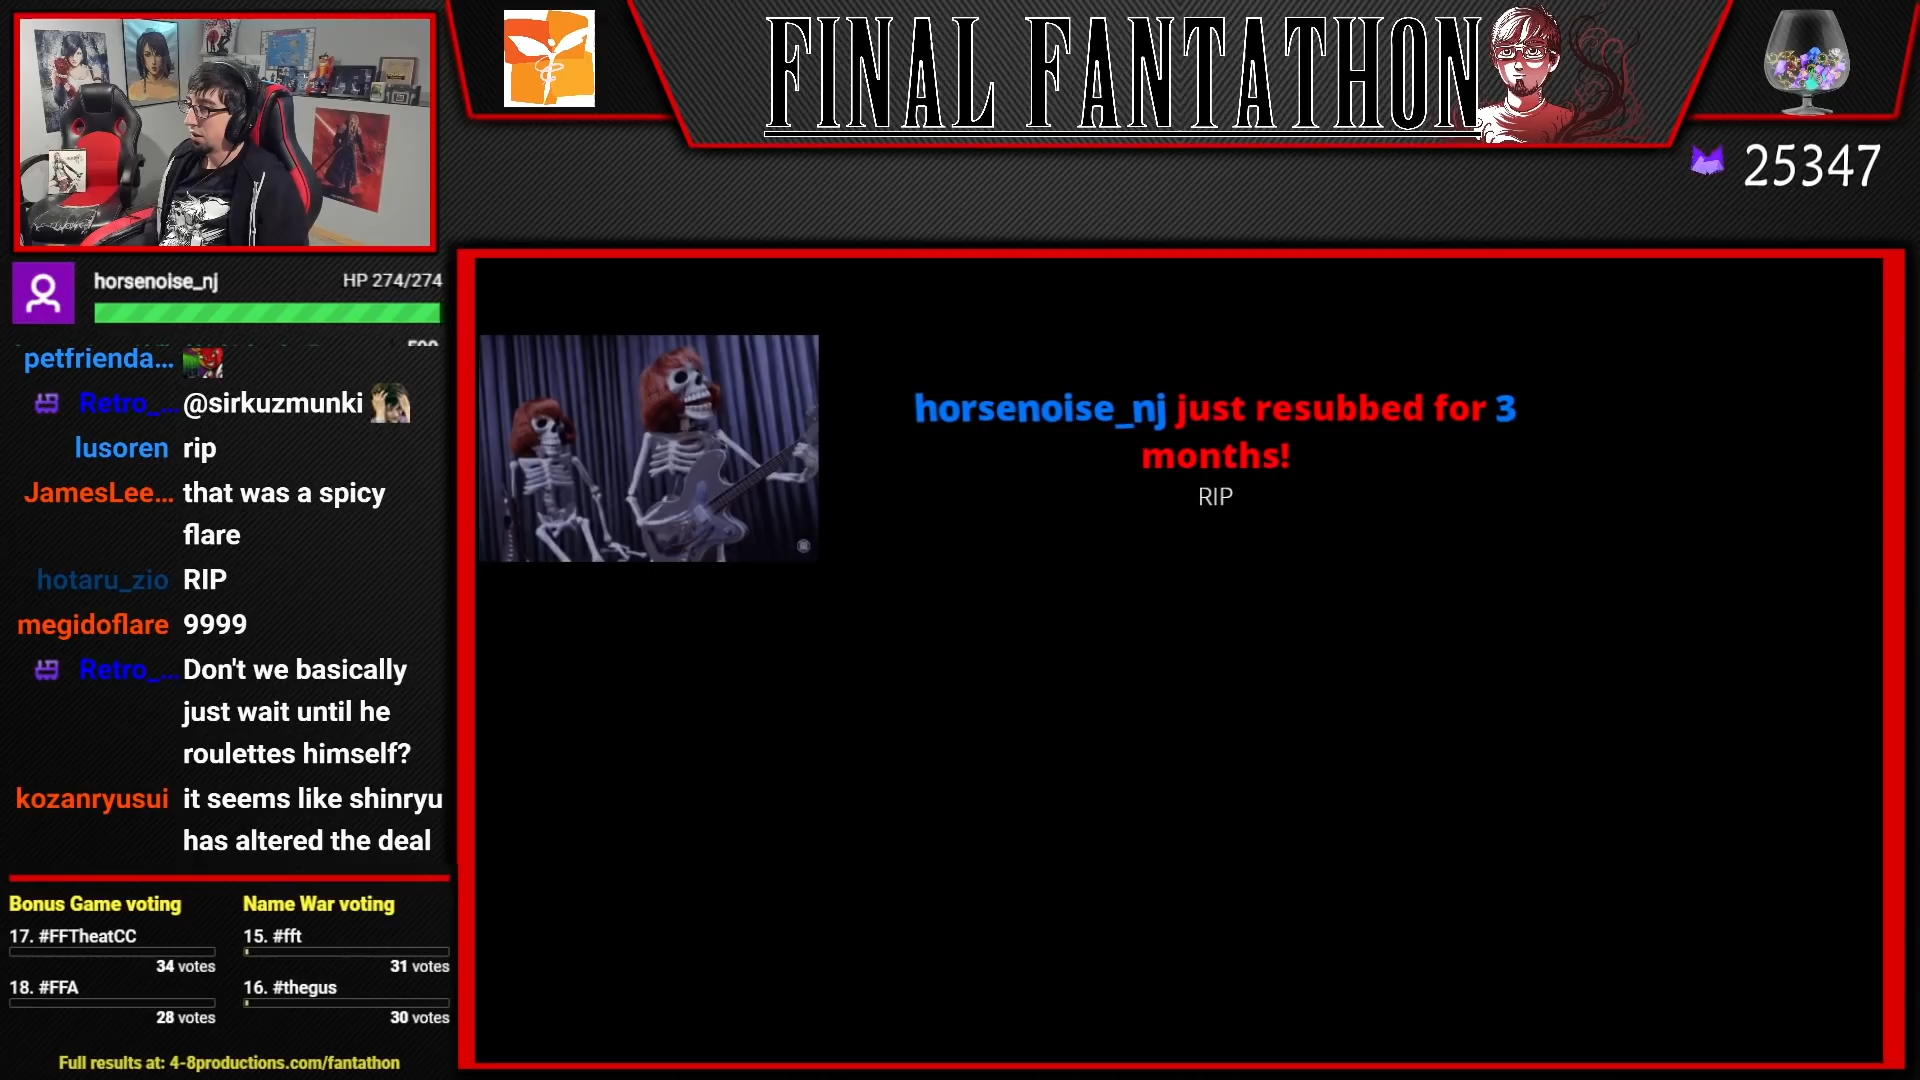 FINAL FANTATHON
25347
horsenoise_nj HP 274/274
petfrienda...
Retro_... @sirkuzmunki
lusoren rip
JamesLee... that was a spicy
flare
hotaru_zio RIP
megidoflare 9999
Retro_... Don't we basically
just wait until he
roulettes himself?
kozanryusui it seems like shinryu
has altered the deal
horsenoise_nj just resubbed for 3
months!
RIP
Bonus Game voting
17. #FFTheatCC
34 votes
18. #FFA
28 votes
Name War voting
15. #fft
31 votes
16. #thegus
30 votes
Full results at: 4-8productions.com/fantathon